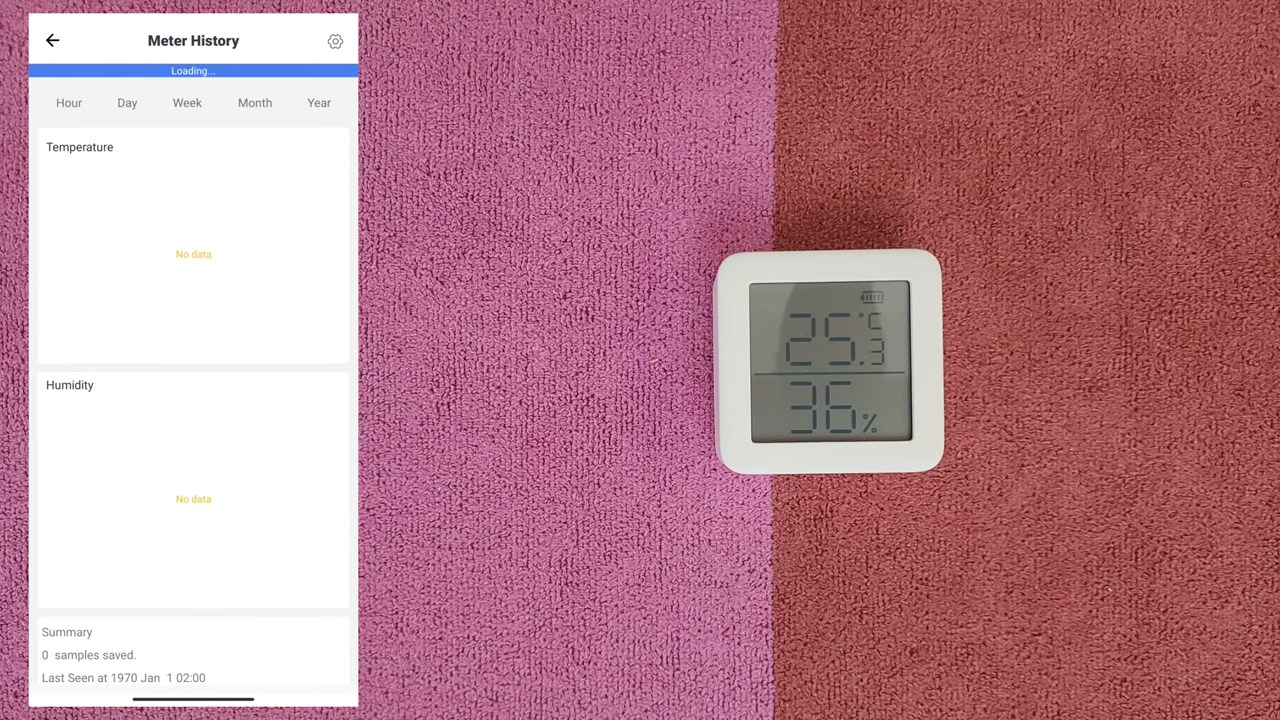 Meter History
Loading...
Hour Day Week Month Year
Temperature
No data
Humidity
No data
Summary
0 samples saved.
Last Seen at 1970 Jan 1 02:00
25.3 °C
36 %